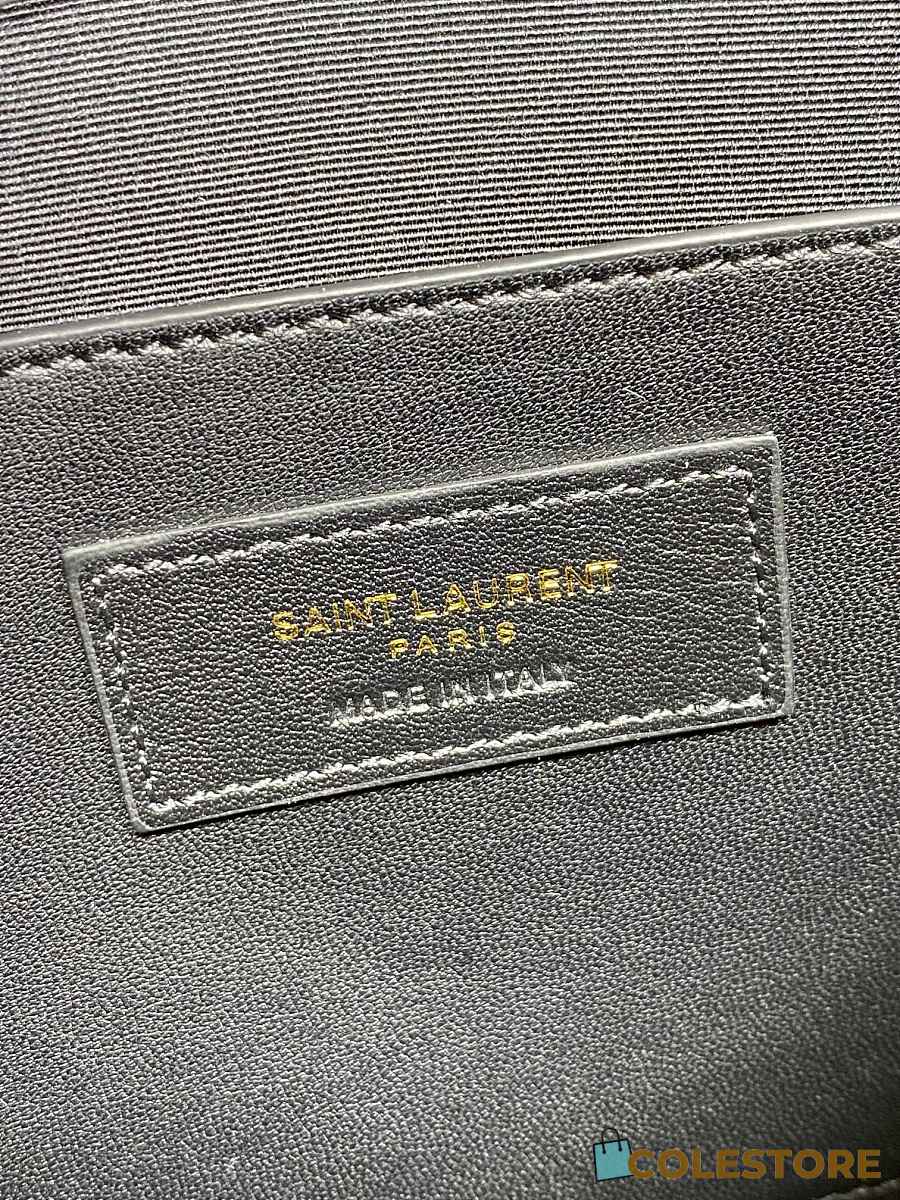 SAINT LAURENT
PARIS
MADE IN ITALY
COLESTORE